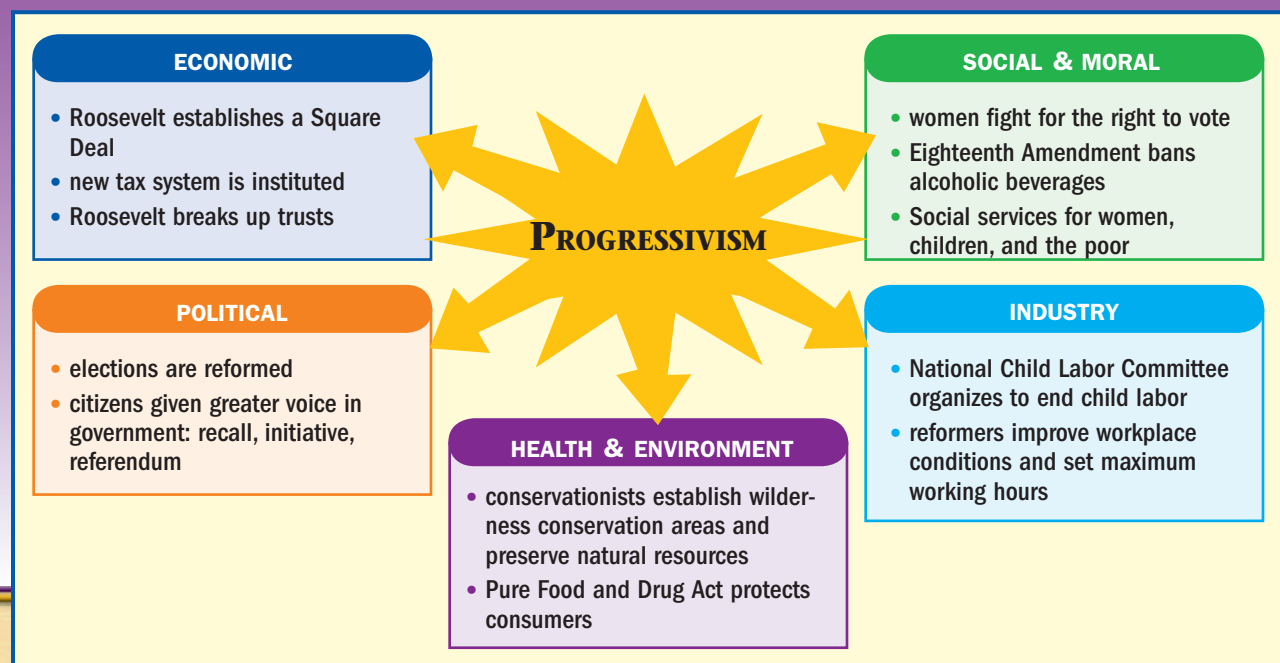 ECONOMIC
• Roosevelt establishes a Square
Deal
• new tax system is instituted
• Roosevelt breaks up trusts
SOCIAL & MORAL
• women fight for the right to vote
• Eighteenth Amendment bans
alcoholic beverages
• Social services for women,
children, and the poor
PROGRESSIVISM
POLITICAL
• elections are reformed
• citizens given greater voice in
government: recall, initiative,
referendum
INDUSTRY
• National Child Labor Committee
organizes to end child labor
• reformers improve workplace
conditions and set maximum
working hours
HEALTH & ENVIRONMENT
• conservationists establish wilder-
ness conservation areas and
preserve natural resources
• Pure Food and Drug Act protects
consumers